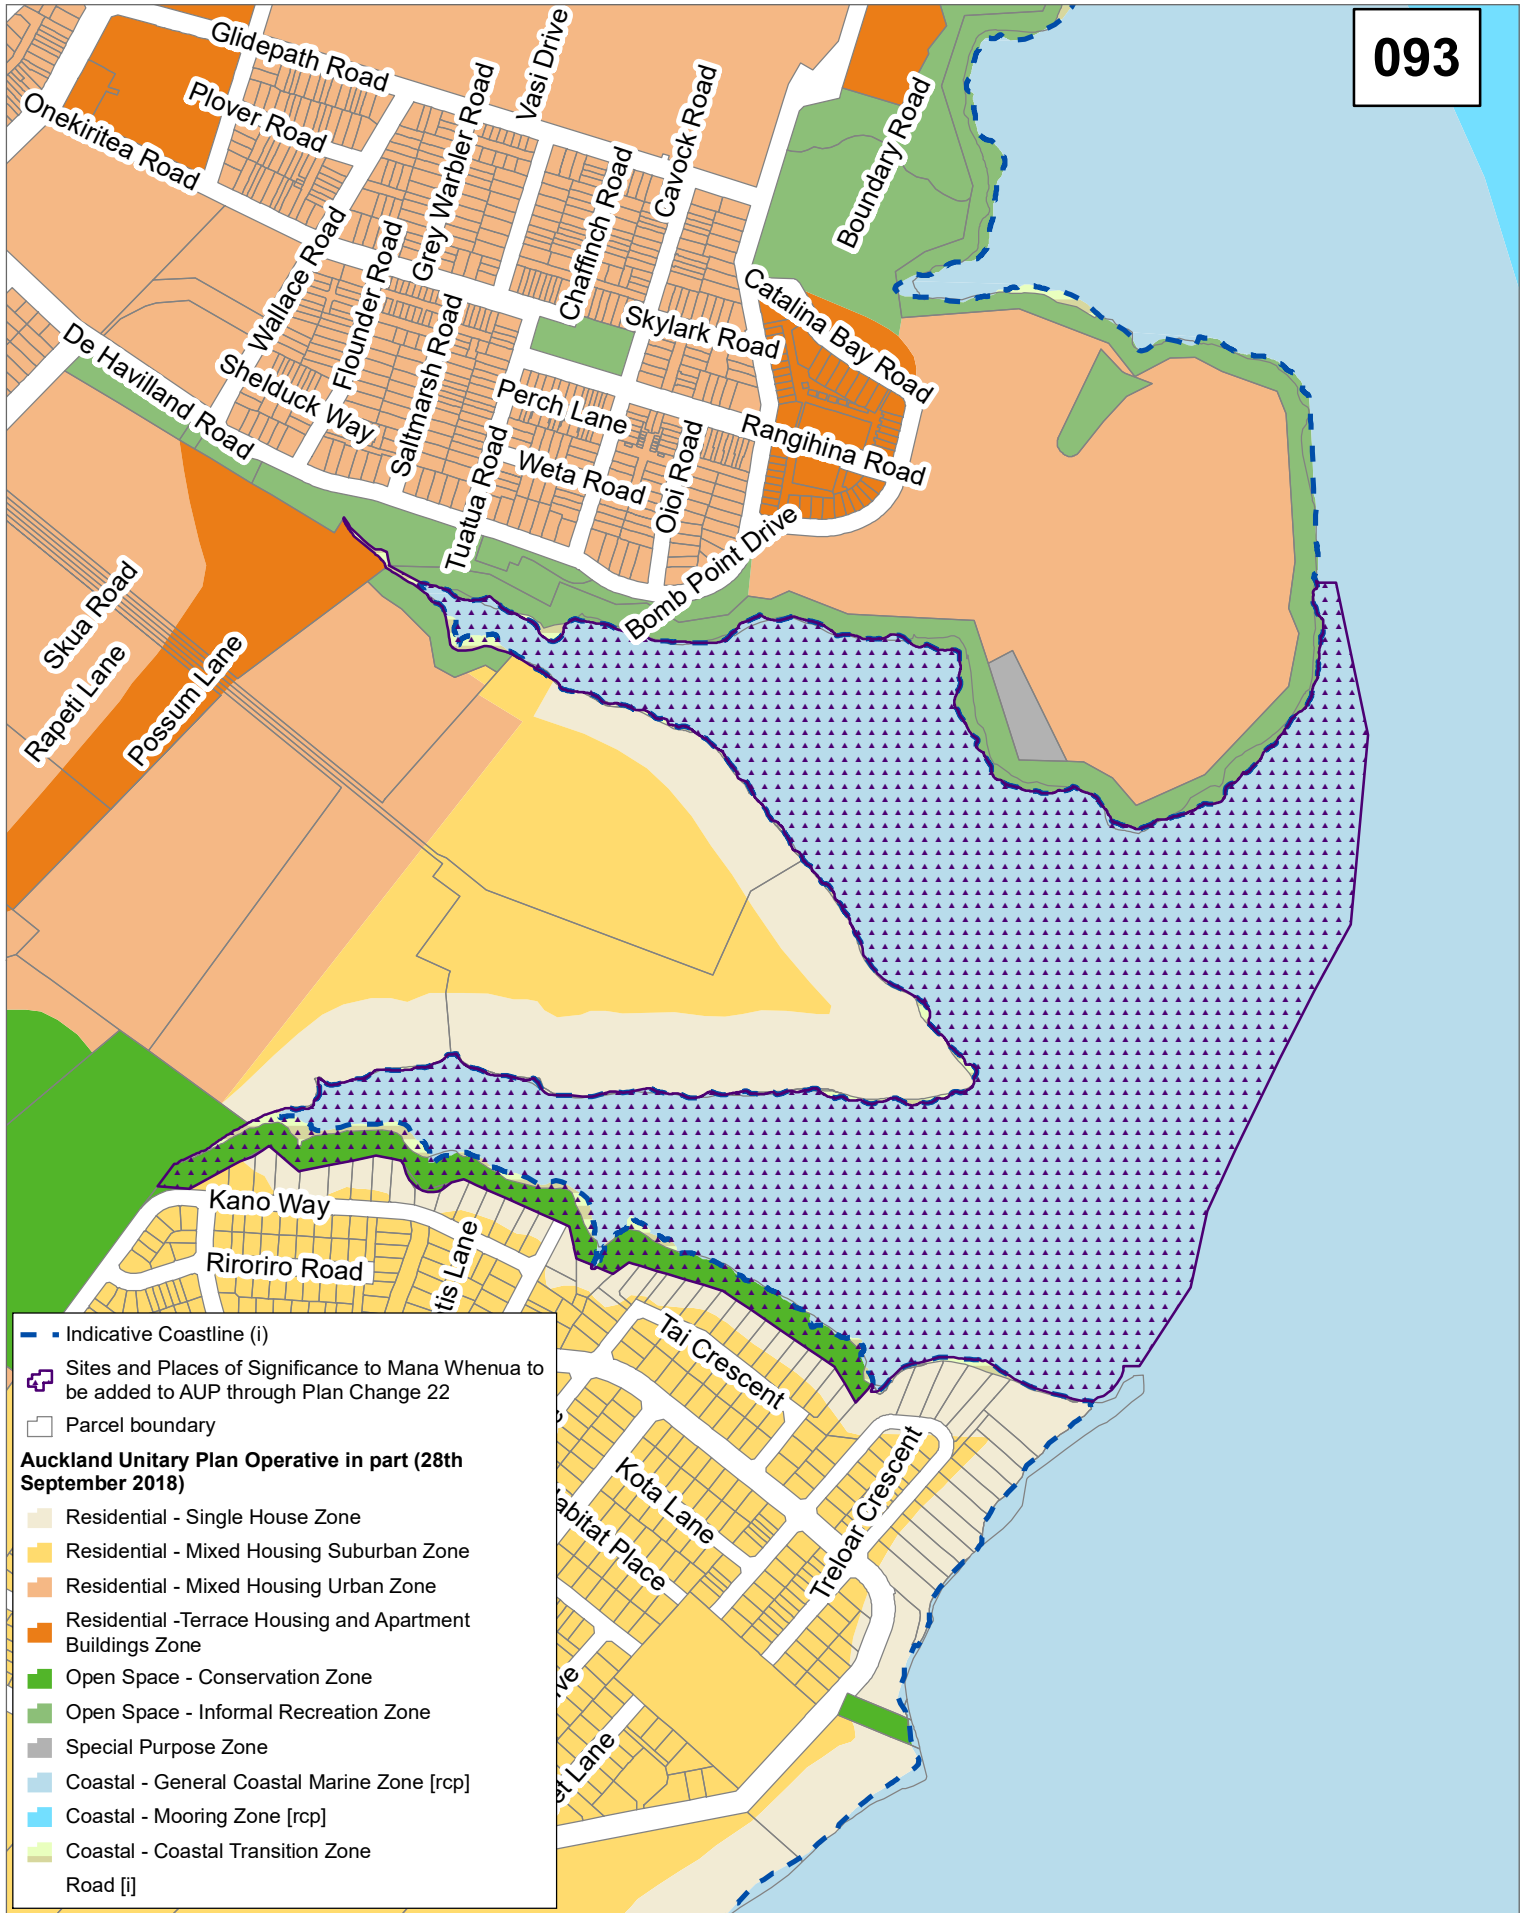 093
Glidepath Road
Vasi Drive
Plover Road
Onekiritea Road
Grey Warbler Road
Cavock Road
Boundary Road
Chaffinch Road
Wallace Road
Flounder Road
Catalina Bay Road
Skylark Road
De Havilland Road
Shelduck Way
Saltmarsh Road
Perch Lane
Rangihina Road
Weta Road
Oioi Road
Tuatua Road
Bomb Point Drive
Skua Road
Rapeti Lane
Possum Lane
Kano Way
Riroriro Road
tis Lane
Tai Crescent
Kota Lane
abitat Place
Treloar Crescent
ive
et Lane
Indicative Coastline (i)
Sites and Places of Significance to Mana Whenua to
be added to AUP through Plan Change 22
Parcel boundary
Auckland Unitary Plan Operative in part (28th
September 2018)
Residential - Single House Zone
Residential - Mixed Housing Suburban Zone
Residential - Mixed Housing Urban Zone
Residential -Terrace Housing and Apartment
Buildings Zone
Open Space - Conservation Zone
Open Space - Informal Recreation Zone
Special Purpose Zone
Coastal - General Coastal Marine Zone [rcp]
Coastal - Mooring Zone [rcp]
Coastal - Coastal Transition Zone
Road [i]